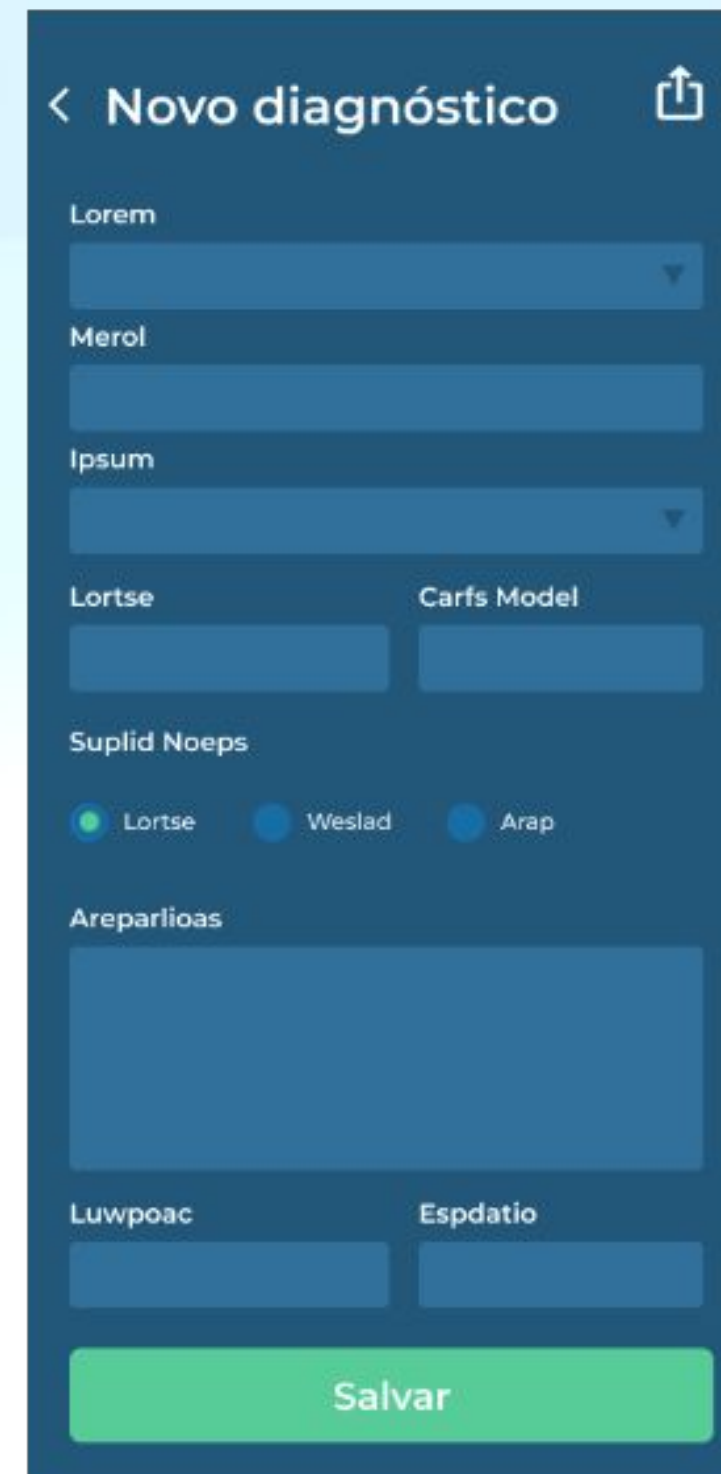 Novo diagnóstico
Lorem
Merol
Ipsum
Lortse Carfs Model
Suplid Noeps
Lortse Weslad Arap
Areparlioas
Luwpoac Espdatio
Salvar